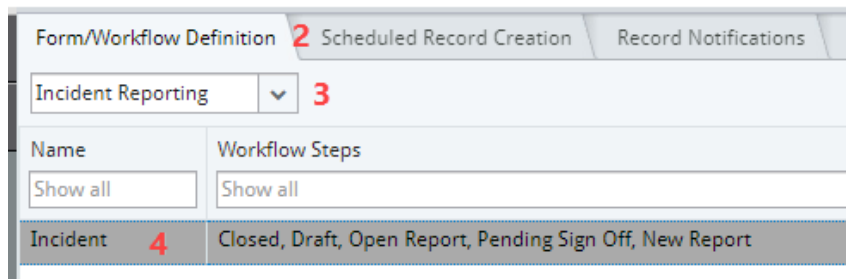 Form/Workflow Definition 2 Scheduled Record Creation Record Notifications
Incident Reporting 3
Name Workflow Steps
Show all Show all
Incident 4 Closed, Draft, Open Report, Pending Sign Off, New Report